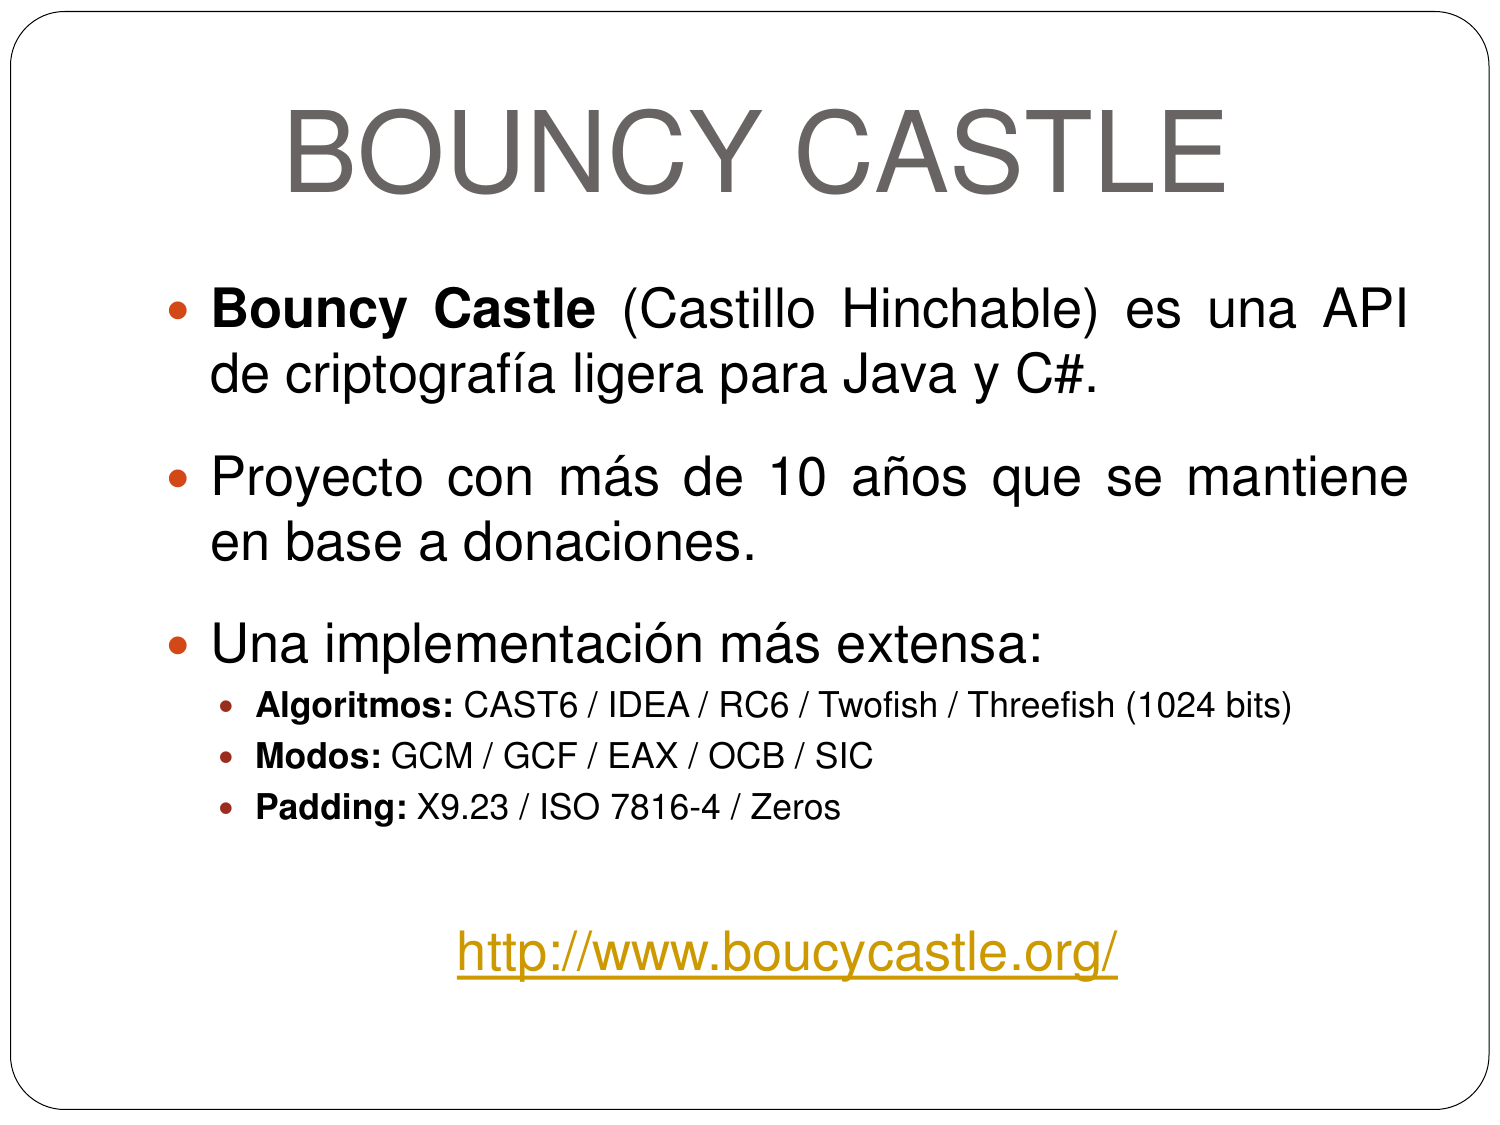 BOUNCY CASTLE
• Bouncy Castle (Castillo Hinchable) es una API
de criptografía ligera para Java y C#.
• Proyecto con más de 10 años que se mantiene
en base a donaciones.
• Una implementación más extensa:
• Algoritmos: CAST6 / IDEA / RC6 / Twofish / Threefish (1024 bits)
• Modos: GCM / GCF / EAX / OCB / SIC
• Padding: X9.23 / ISO 7816-4 / Zeros
http://www.boucycastle.org/